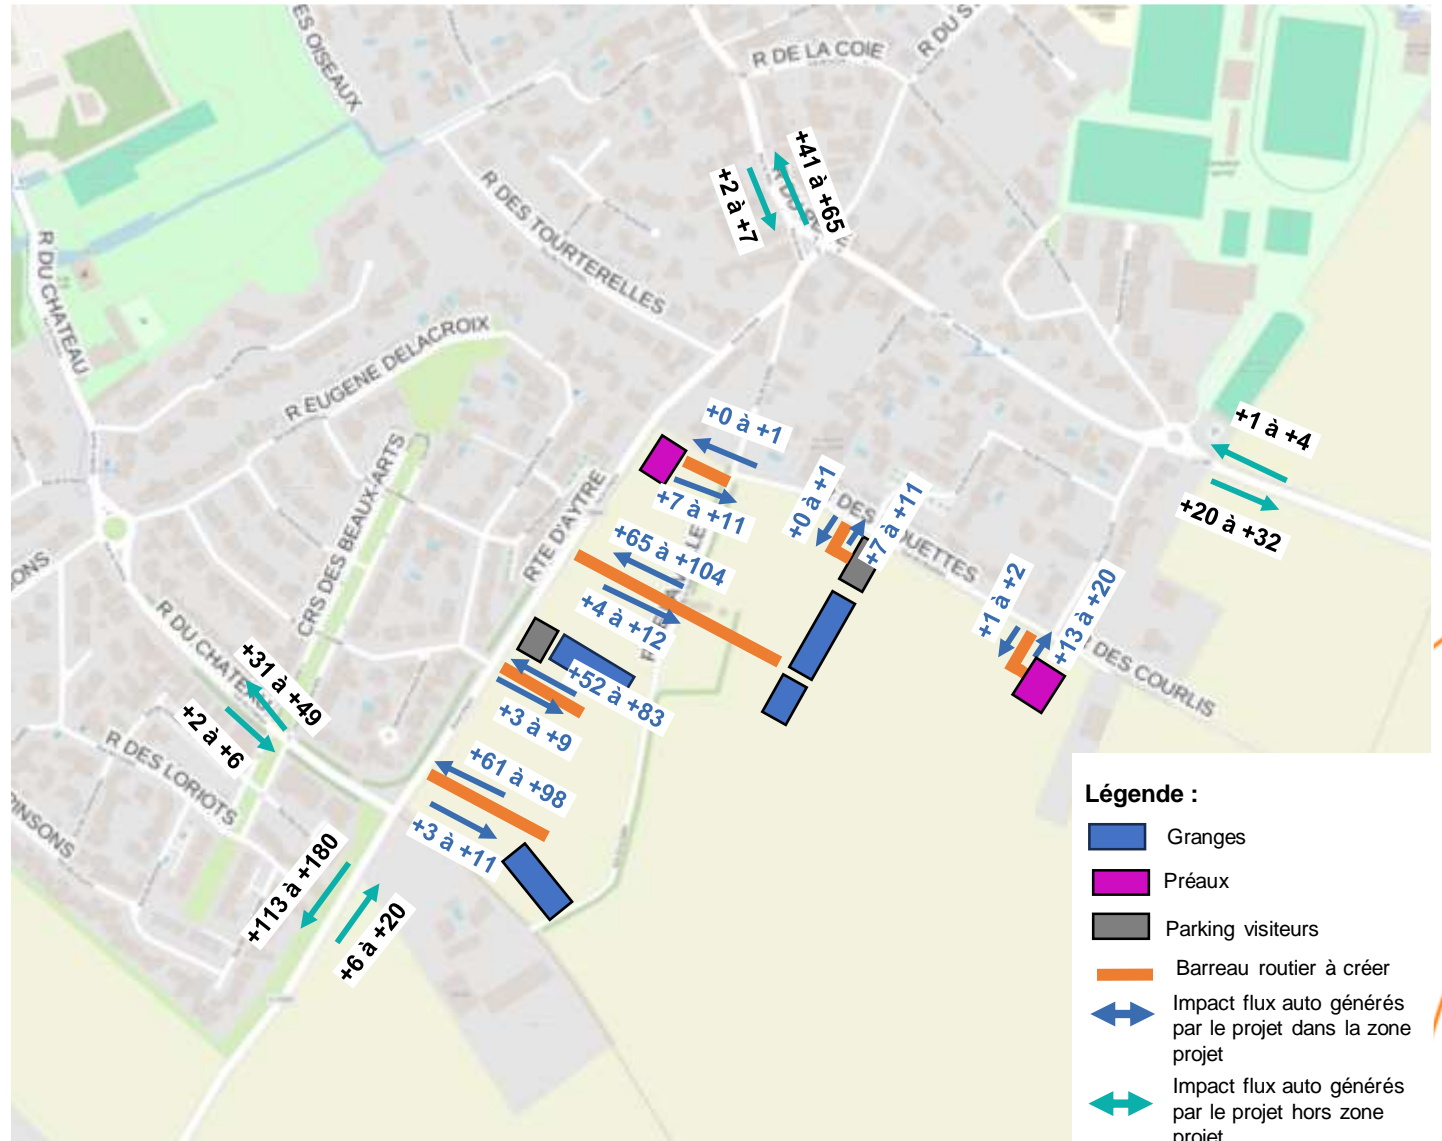 ES OISEAUX
R DE LA COIE
R DU S
R DES TOURTERELLES
R DU CHATEAU
R EUGENE DELACROIX
CRS DES BEAUX-ARTS
RTE D'AYTRE
+41 à +65
+2 à +7
+1 à +4
+20 à +32
+0 à +1
+7 à +11
+0 à +1
+7 à +11
DES
OUETTES
+65 à +104
+4 à +12
+1 à +2
+13 à +20
DES COURLIS
ONS
R DU CHATEAU
+31 à +49
+2 à +6
+52 à +83
+3 à +9
R DES LORIOTS
PINSONS
+61 à +98
+3 à +11
+113 à +180
+6 à +20
Légende :
Granges
Préaux
Parking visiteurs
Barreau routier à créer
Impact flux auto générés
par le projet dans la zone
projet
Impact flux auto générés
par le projet hors zone
projet